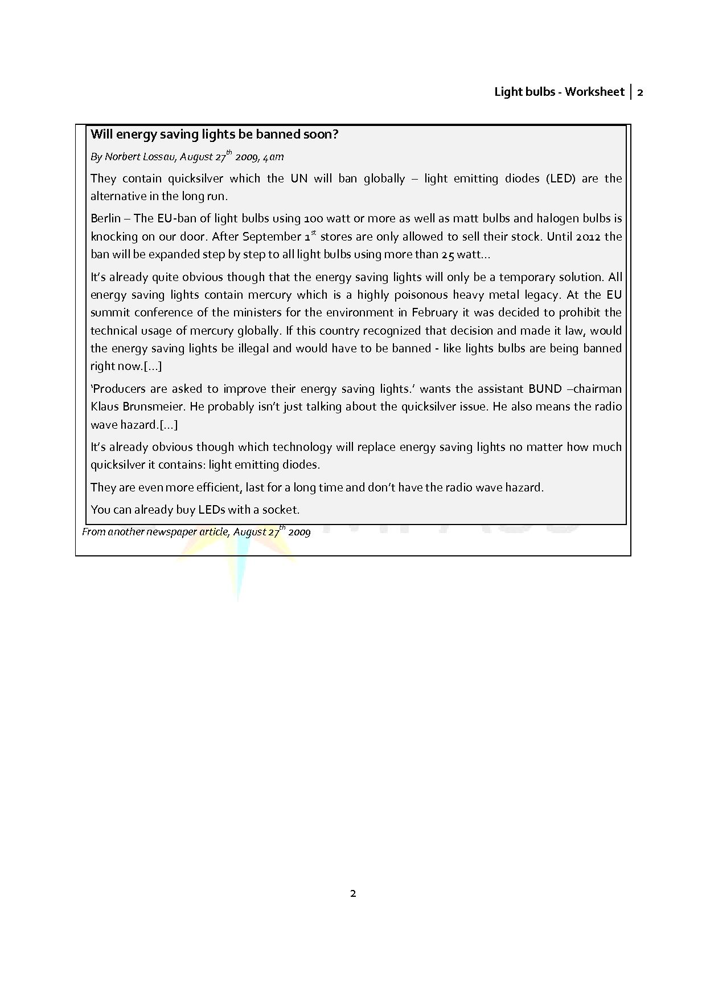 Light bulbs - Worksheet 2
Will energy saving lights be banned soon?
By Norbert Lossau, August 27th 2009, 4am
They contain quicksilver which the UN will ban globally – light emitting diodes (LED) are the
alternative in the long run.
Berlin – The EU-ban of light bulbs using 100 watt or more as well as matt bulbs and halogen bulbs is
knocking on our door. After September 1st stores are only allowed to sell their stock. Until 2012 the
ban will be expanded step by step to all light bulbs using more than 25 watt...
It's already quite obvious though that the energy saving lights will only be a temporary solution. All
energy saving lights contain mercury which is a highly poisonous heavy metal legacy. At the EU
summit conference of the ministers for the environment in February it was decided to prohibit the
technical usage of mercury globally. If this country recognized that decision and made it law, would
the energy saving lights be illegal and would have to be banned - like lights bulbs are being banned
right now.[...]
‘Producers are asked to improve their energy saving lights.’ wants the assistant BUND –chairman
Klaus Brunsmeier. He probably isn't just talking about the quicksilver issue. He also means the radio
wave hazard.[...]
It's already obvious though which technology will replace energy saving lights no matter how much
quicksilver it contains: light emitting diodes.
They are even more efficient, last for a long time and don't have the radio wave hazard.
You can already buy LEDs with a socket.
From another newspaper article, August 27th 2009
2